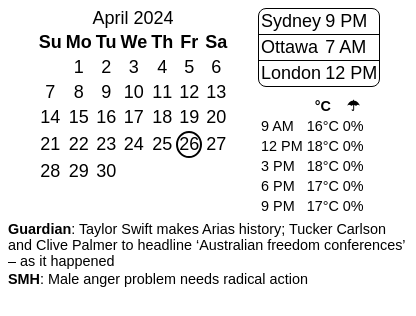 April 2024
Su Mo Tu We Th Fr Sa
1 2 3 4 5 6
7 8 9 10 11 12 13
14 15 16 17 18 19 20
21 22 23 24 25 26 27
28 29 30
Sydney 9 PM
Ottawa 7 AM
London 12 PM
°C ☂
9 AM 16°C 0%
12 PM 18°C 0%
3 PM 18°C 0%
6 PM 17°C 0%
9 PM 17°C 0%
Guardian: Taylor Swift makes Arias history; Tucker Carlson
and Clive Palmer to headline ‘Australian freedom conferences’
– as it happened
SMH: Male anger problem needs radical action